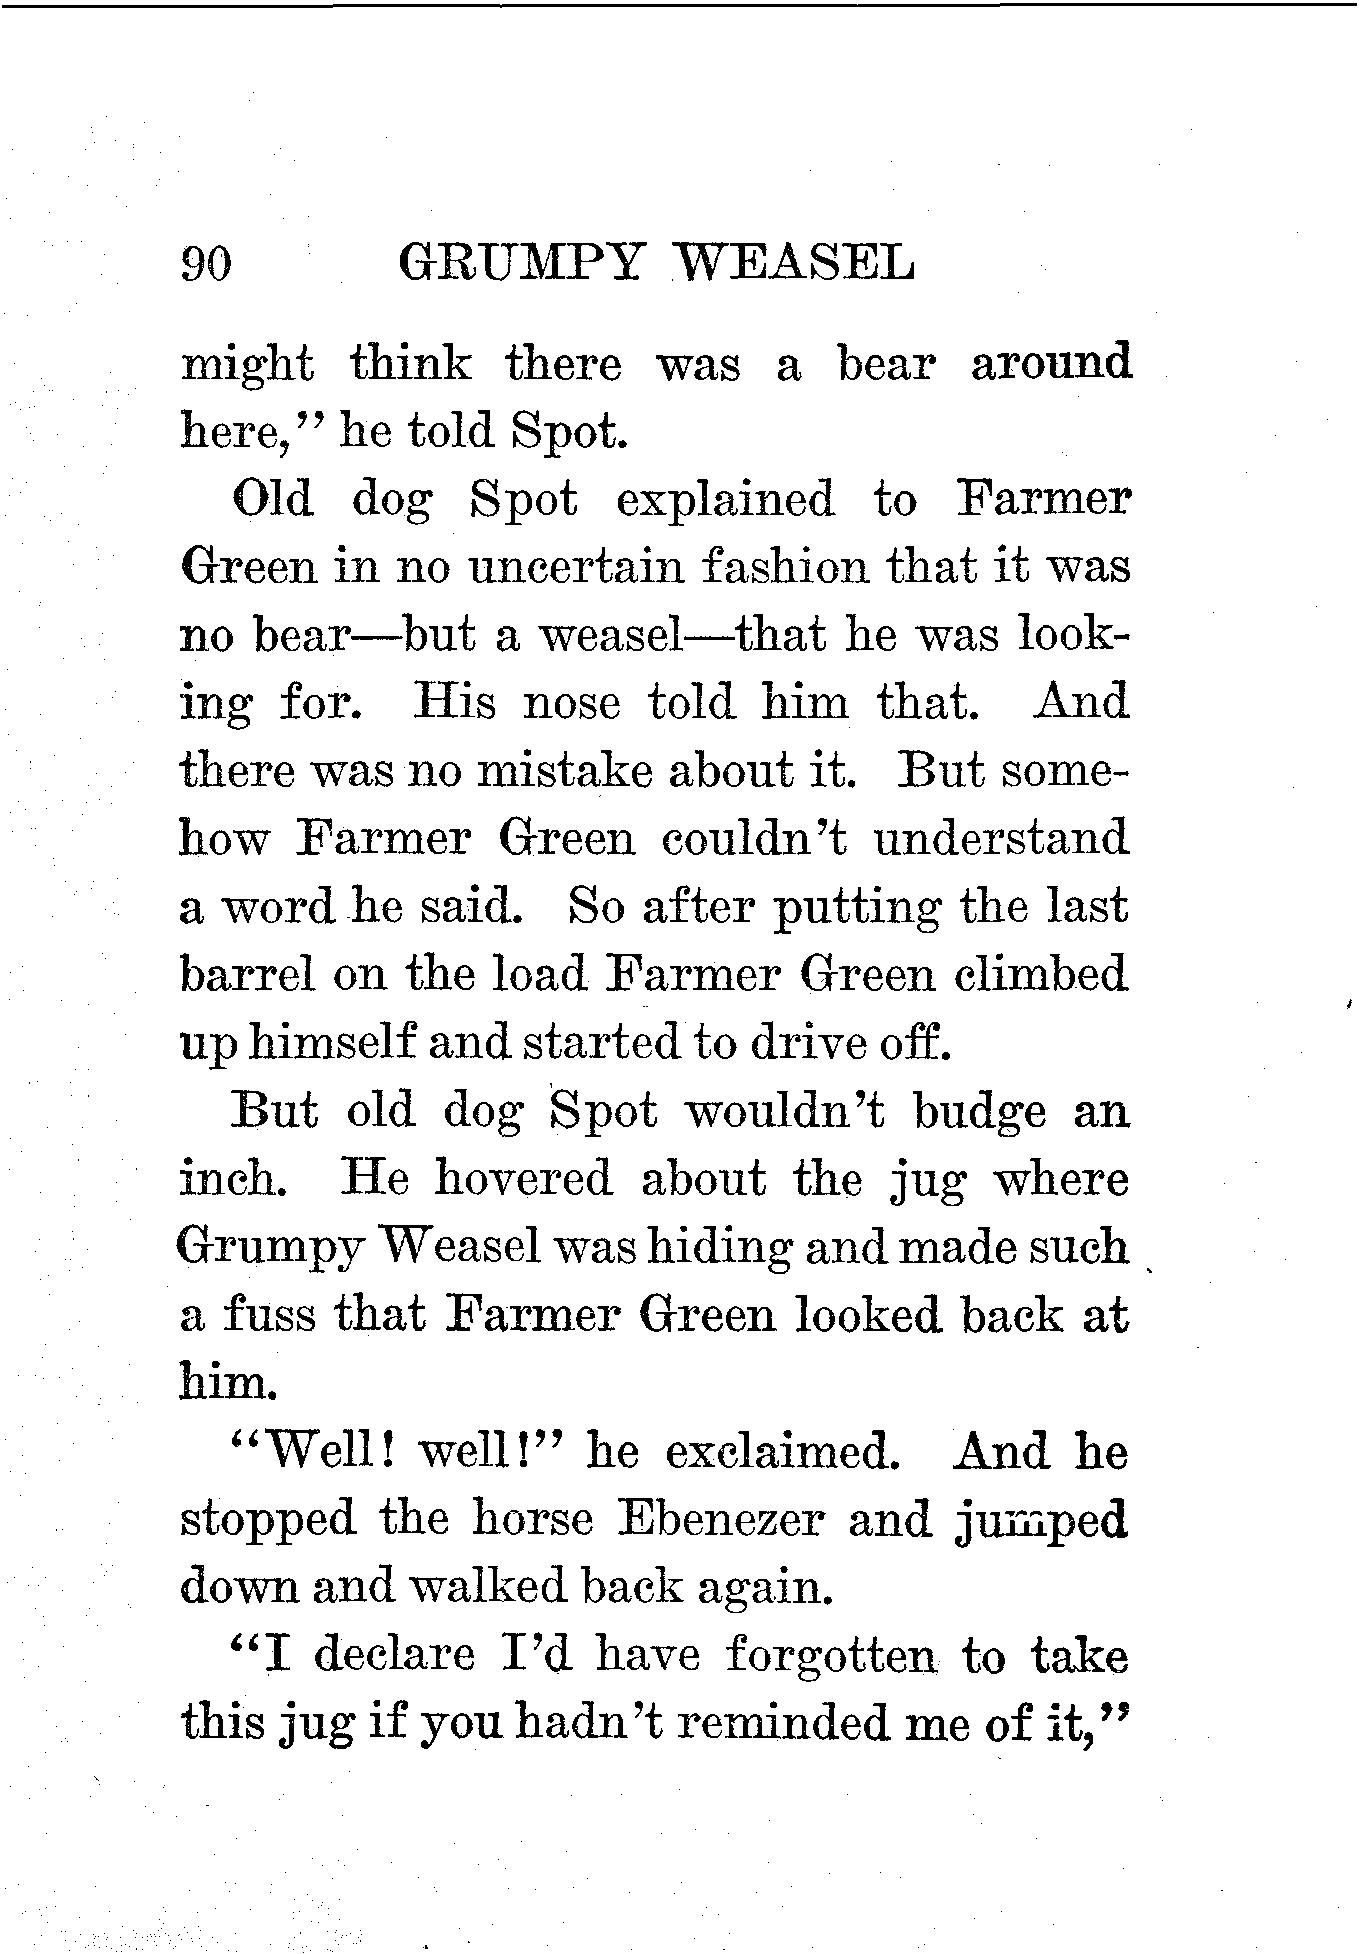 90 GRUMPY WEASEL
might think there was a bear around
here,” he told Spot.
Old dog Spot explained to Farmer
Green in no uncertain fashion that it was
no bear—but a weasel—that he was look-
ing for. His nose told him that. And
there was no mistake about it. But some-
how Farmer Green couldn’t understand
a word he said. So after putting the last
barrel on the load Farmer Green climbed
up himself and started to drive off.
But old dog Spot wouldn’t budge an
inch. He hovered about the jug where
Grumpy Weasel was hiding and made such
a fuss that Farmer Green looked back at
him.
“Well! well!” he exclaimed. And he
stopped the horse Ebenezer and jumped
down and walked back again.
“I declare I’d have forgotten to take
this jug if you hadn’t reminded me of it,”